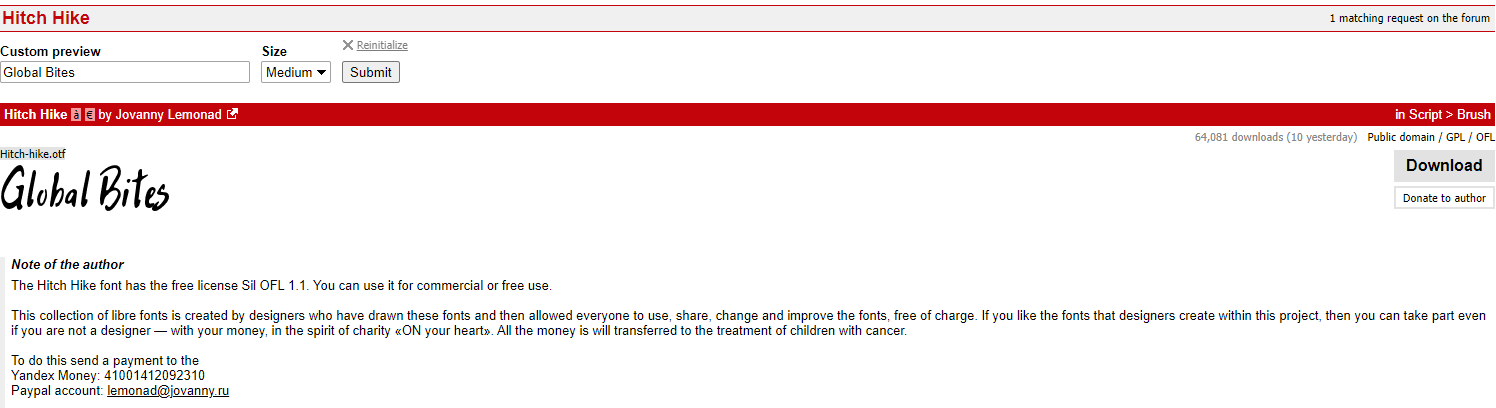 Hitch Hike
1 matching request on the forum
Custom preview
Size
Reinitialize
Global Bites
Medium
Submit
Hitch Hike à € by Jovanny Lemonad
in Script > Brush
64,081 downloads (10 yesterday) Public domain / GPL / OFL
Hitch-hike.otf
Download
Global Bites
Donate to author
Note of the author
The Hitch Hike font has the free license Sil OFL 1.1. You can use it for commercial or free use.
This collection of libre fonts is created by designers who have drawn these fonts and then allowed everyone to use, share, change and improve the fonts, free of charge. If you like the fonts that designers create within this project, then you can take part even
if you are not a designer — with your money, in the spirit of charity «ON your heart». All the money is will transferred to the treatment of children with cancer.
To do this send a payment to the
Yandex Money: 41001412092310
Paypal account: lemonad@jovanny.ru